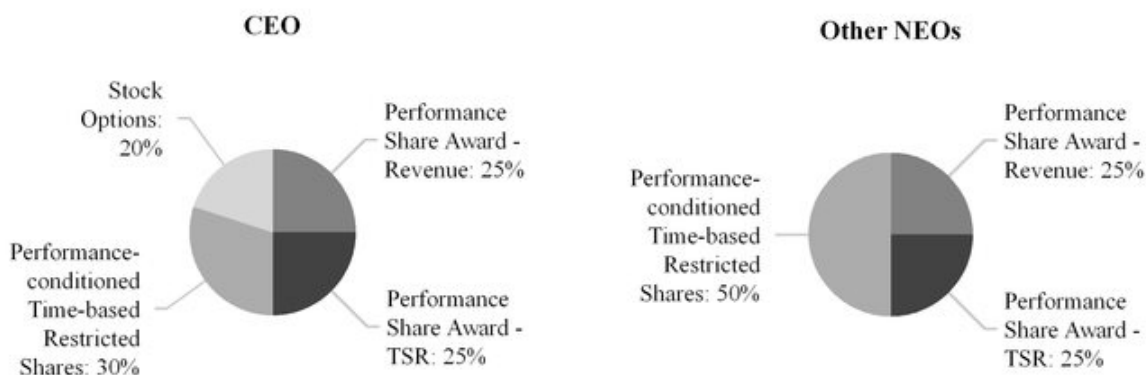 CEO
Stock
Options:
20%
Performance
Share Award -
Revenue: 25%
Performance-
conditioned
Time-based
Restricted
Shares: 30%
Performance
Share Award -
TSR: 25%
Other NEOs
Performance
Share Award -
Revenue: 25%
Performance-
conditioned
Time-based
Restricted
Shares: 50%
Performance
Share Award -
TSR: 25%